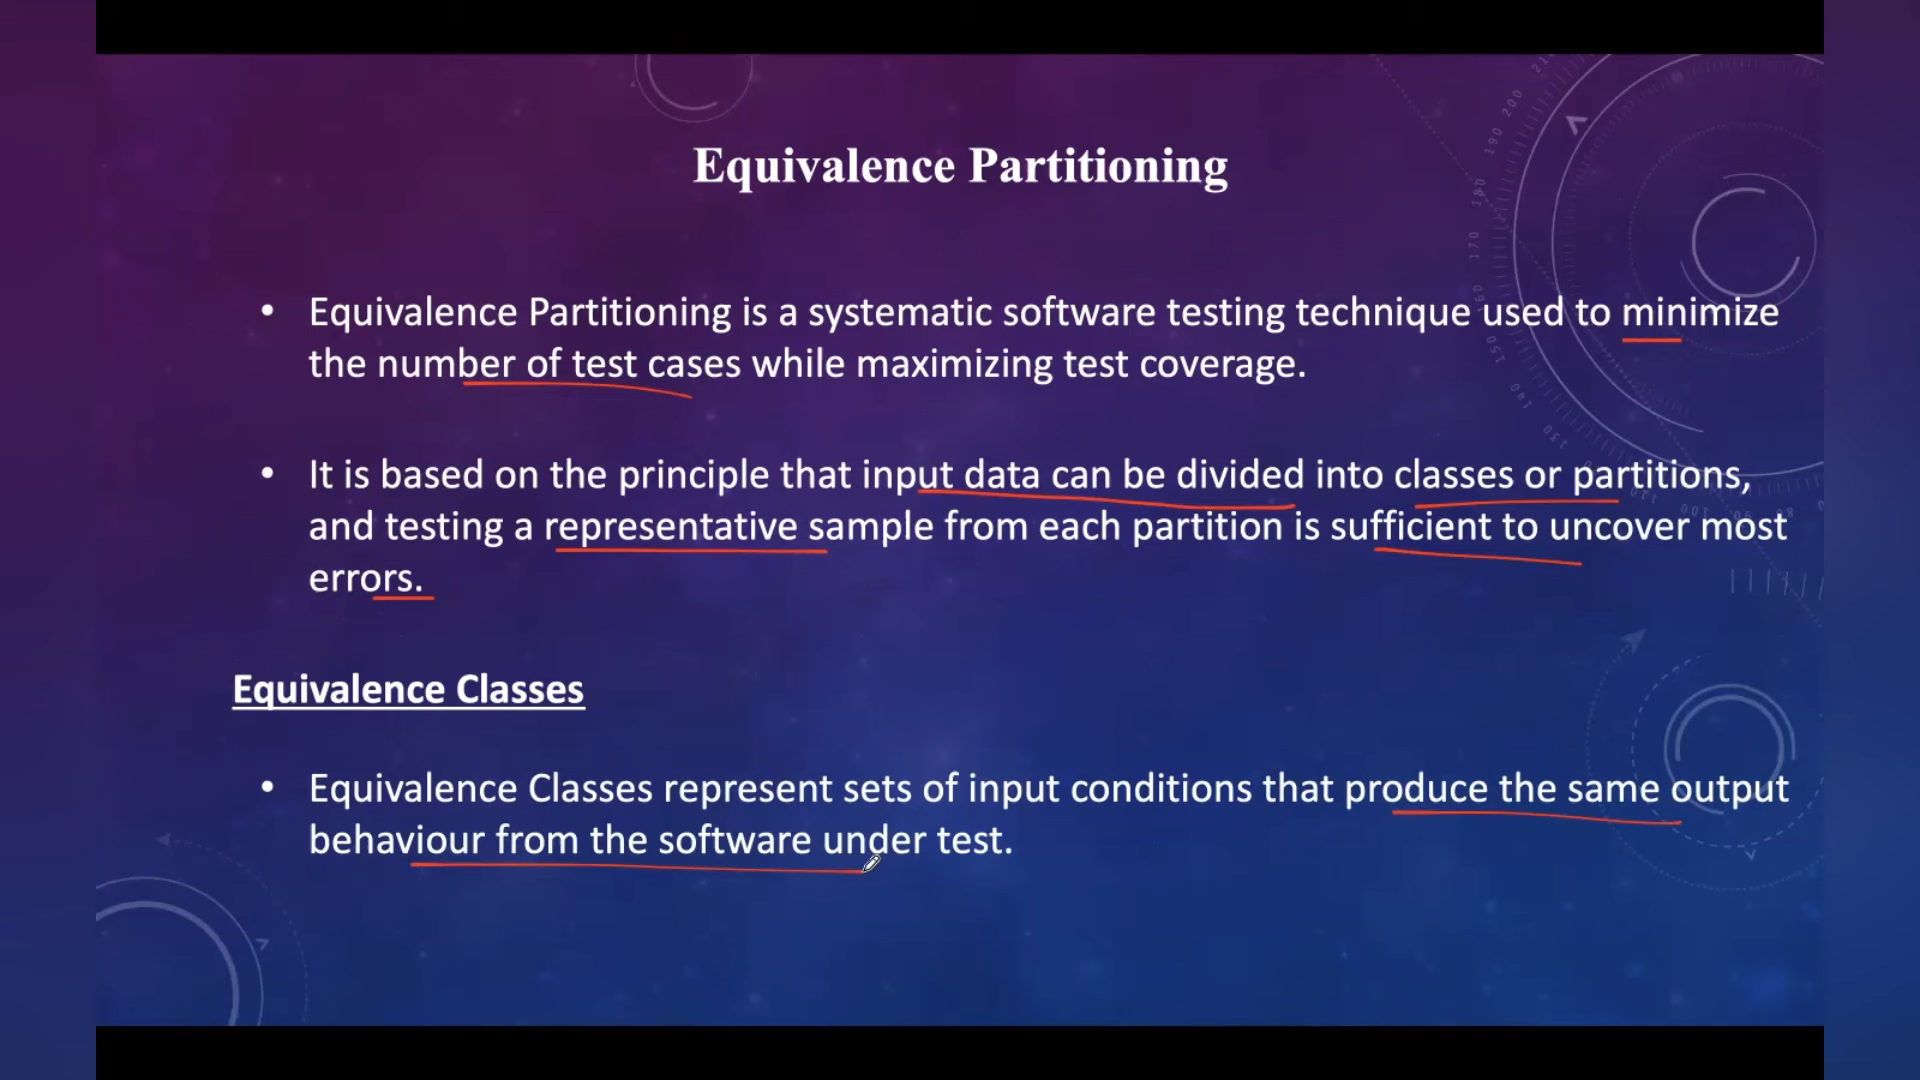 Equivalence Partitioning
• Equivalence Partitioning is a systematic software testing technique used to minimize
the number of test cases while maximizing test coverage.
• It is based on the principle that input data can be divided into classes or partitions,
and testing a representative sample from each partition is sufficient to uncover most
errors.
Equivalence Classes
• Equivalence Classes represent sets of input conditions that produce the same output
behaviour from the software under test.